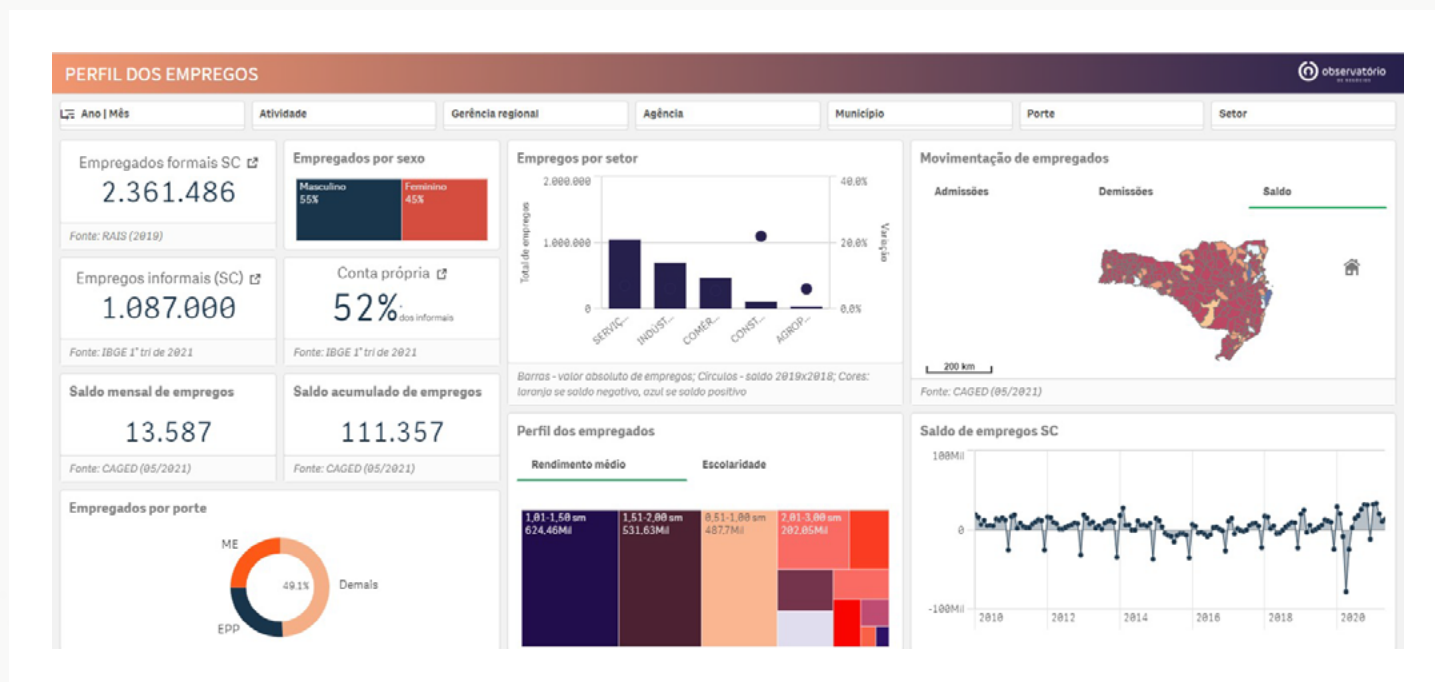 PERFIL DOS EMPREGOS
observatório
DE NEGÓCIOS
Ano | Mês
Atividade
Gerência regional
Agência
Município
Porte
Setor
Empregados formais SC
2.361.486
Fonte: RAIS (2019)
Empregados por sexo
Masculino
55%
Feminino
45%
Empregos informais (SC)
1.087.000
Fonte: IBGE 1° tri de 2021
Conta própria
52%
dos informais
Fonte: IBGE 1° tri de 2021
Saldo mensal de empregos
13.587
Fonte: CAGED (05/2021)
Saldo acumulado de empregos
111.357
Fonte: CAGED (05/2021)
Empregados por porte
ME
49.1%
Demais
EPP
Empregos por setor
2.000.000
1.000.000
0
Total de empregos
40.0%
20.0%
0.0%
Variação
SERVIÇ...
INDÚST...
COMÉR...
CONST...
AGROP...
Barras - valor absoluto de empregos; Círculos - saldo 2019x2018; Cores:
laranja se saldo negativo, azul se saldo positivo
Perfil dos empregados
Rendimento médio
Escolaridade
1,01-1,50 sm
624,46Mil
1,51-2,00 sm
531,63Mil
0,51-1,00 sm
487,7Mil
2,01-3,00 sm
202,05Mil
Movimentação de empregados
Admissões
Demissões
Saldo
200 km
Fonte: CAGED (05/2021)
Saldo de empregos SC
100Mil
0
-100Mil
2010
2012
2014
2016
2018
2020